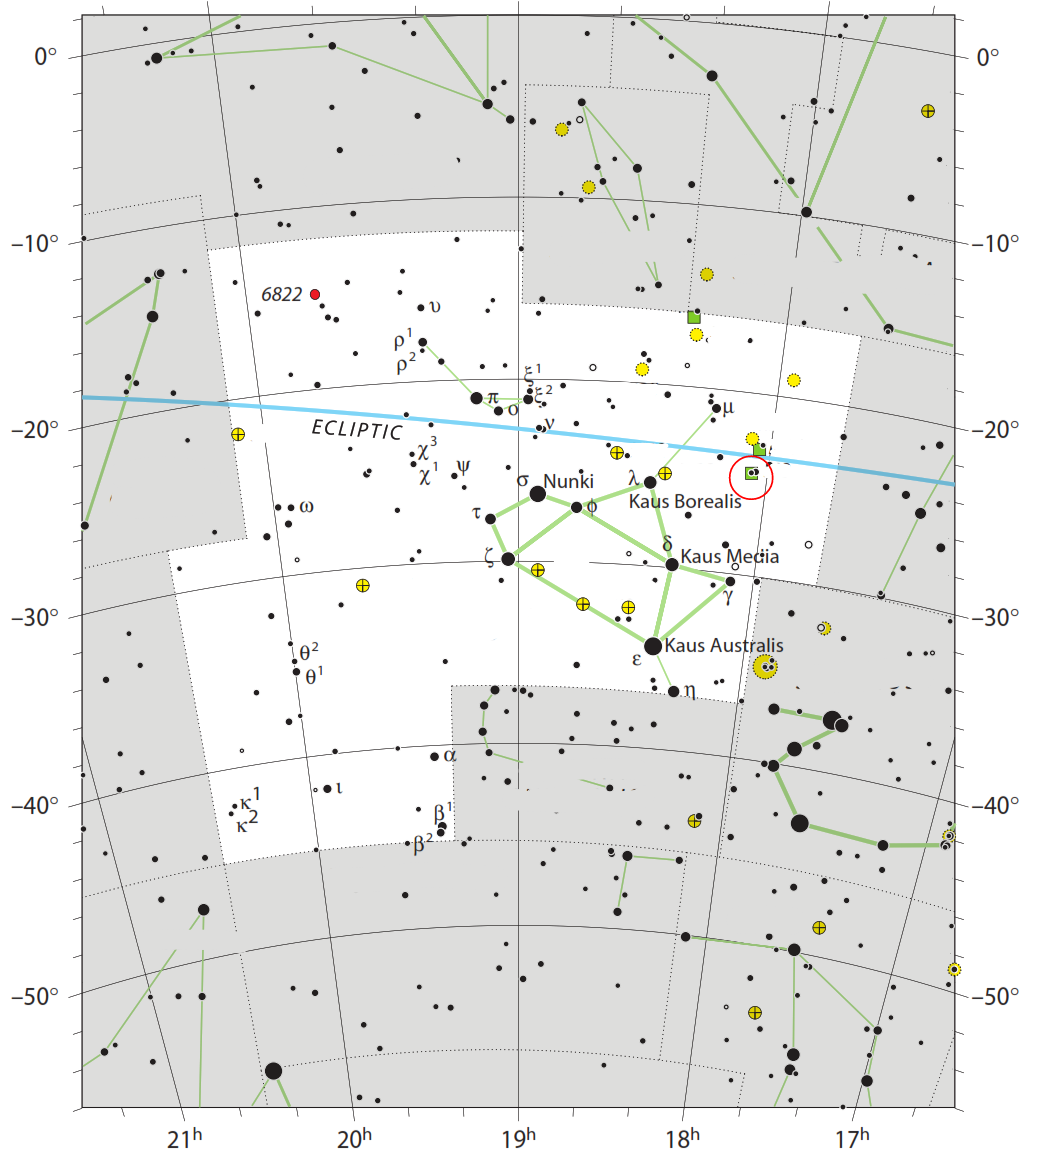 0° 0°
–10° –10°
6822
υ
ρ1
ρ2
ξ1
π ξ2
ο
μ
ν
–20° –20°
ECLIPTIC
χ3
χ1 ψ
σ Nunki λ
Kaus Borealis
ω τ φ
δ
ζ Kaus Media
γ
–30° –30°
θ2
θ1
Kaus Australis
ε
η
α
ι
–40° –40°
κ1
κ2
β1
β2
–50° –50°
21h 20h 19h 18h 17h